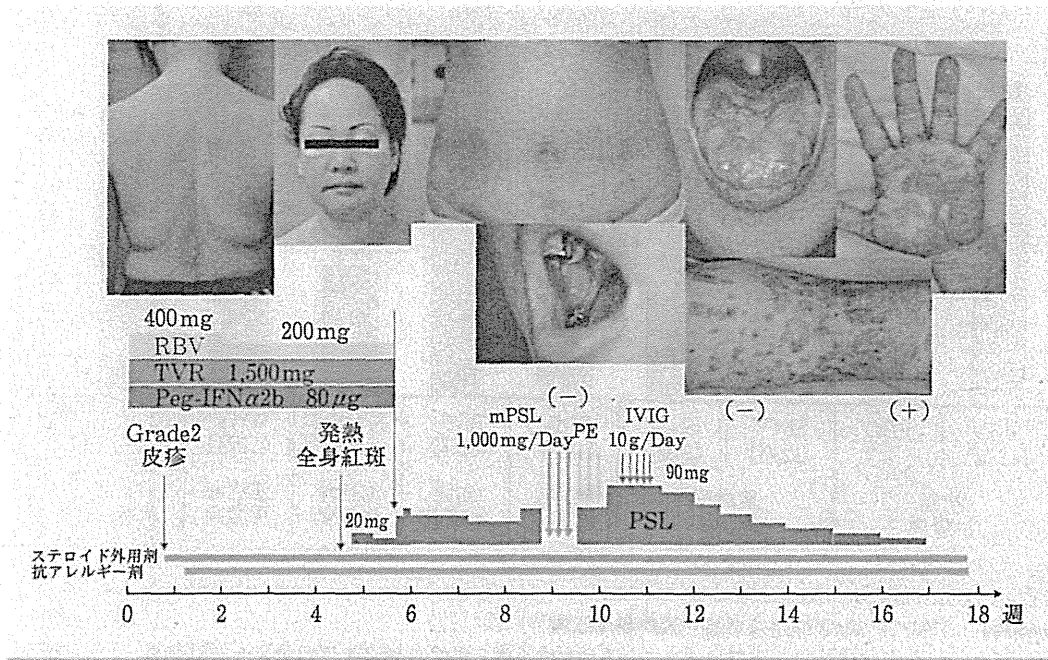 400mg
200mg
RBV
TVR 1,500mg
Peg-IFNα2b 80μg
(−)
(−)
(+)
Grade2
皮疹
発熱
全身紅斑
mPSL
1,000mg/Day
PE
IVIG
10g/Day
90mg
20mg
PSL
ステロイド外用剤
抗アレルギー剤
0 2 4 6 8 10 12 14 16 18 週